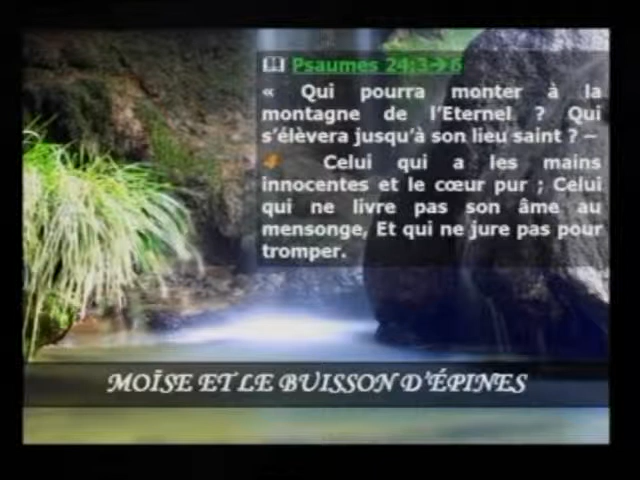 Psaumes 24:3→6
« Qui pourra monter à la
montagne de l'Eternel ? Qui
s'élèvera jusqu'à son lieu saint ? –
4 Celui qui a les mains
innocentes et le cœur pur ; Celui
qui ne livre pas son âme au
mensonge, Et qui ne jure pas pour
tromper.
MOÏSE ET LE BUISSON D'ÉPINES